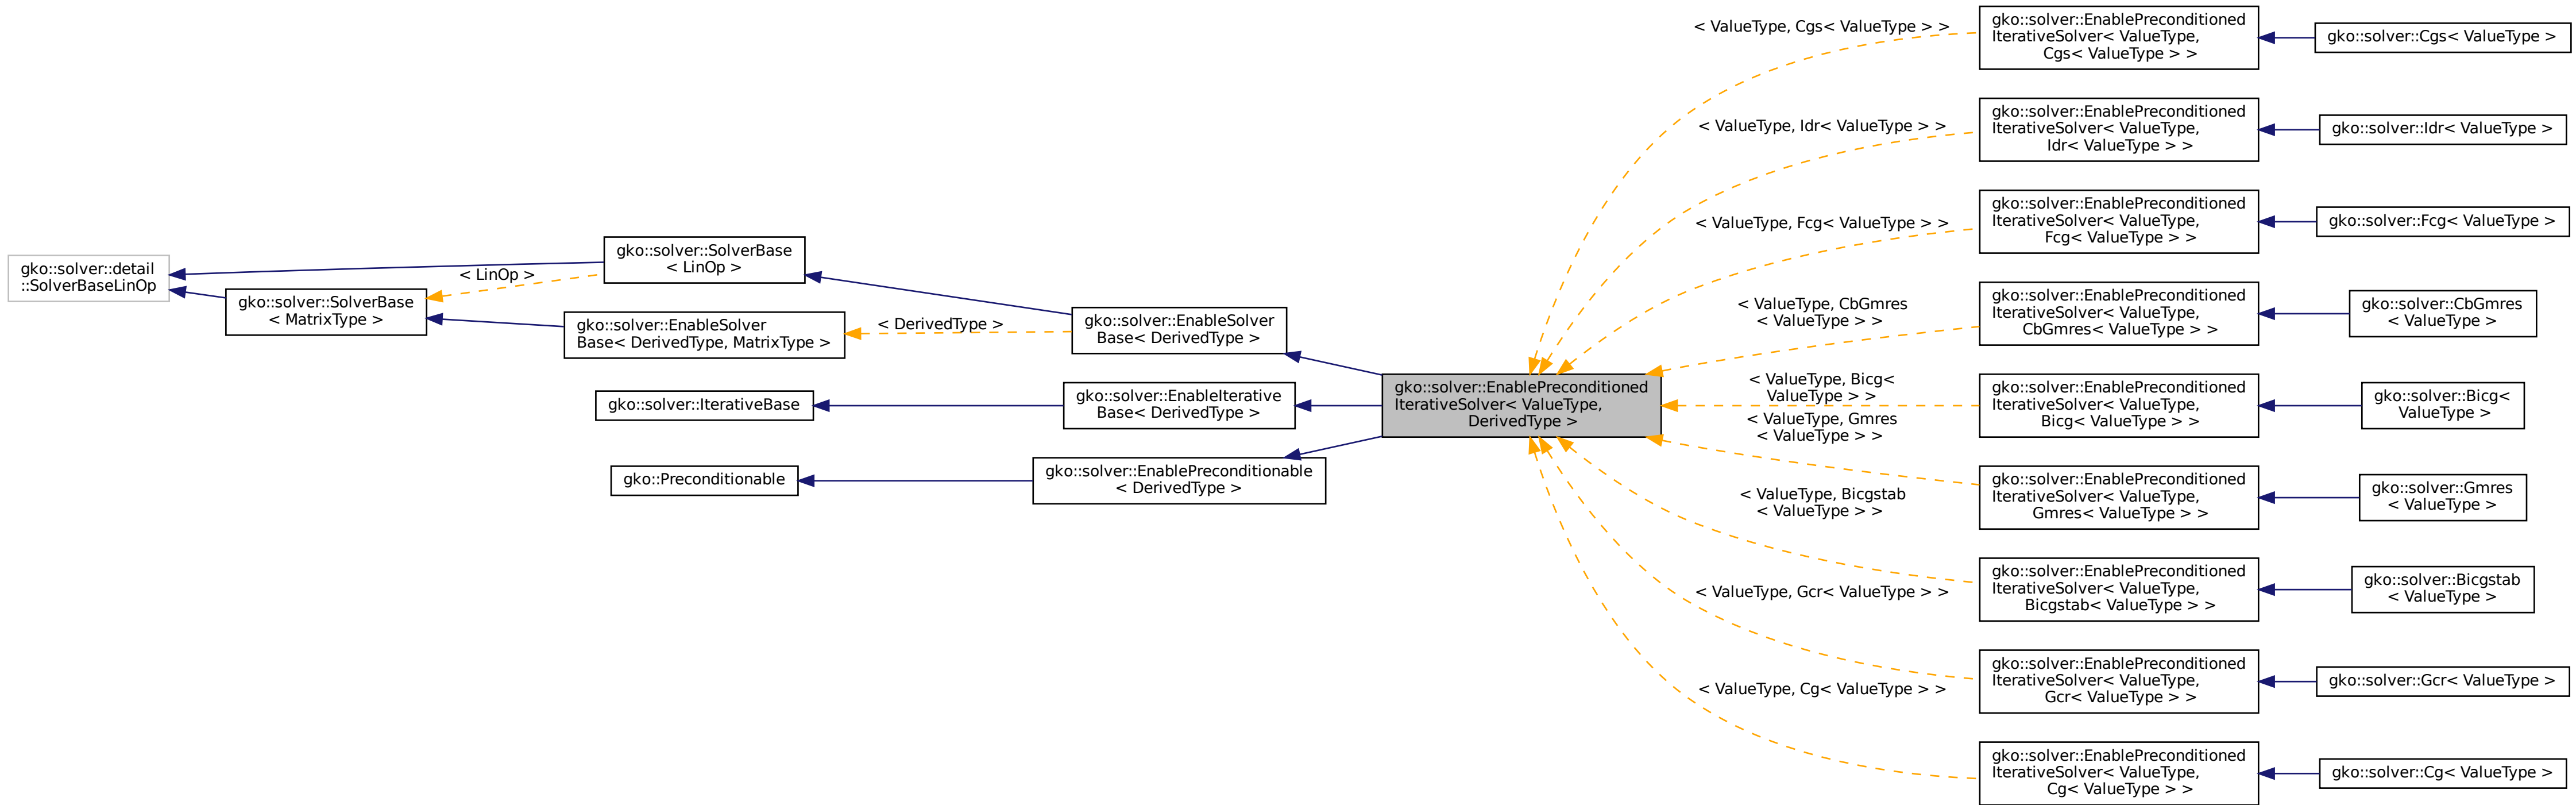 gko::solver::detail
::SolverBaseLinOp
gko::solver::SolverBase
< MatrixType >
< LinOp >
gko::solver::SolverBase
< LinOp >
gko::solver::EnableSolver
Base< DerivedType, MatrixType >
gko::solver::IterativeBase
gko::Preconditionable
< DerivedType >
gko::solver::EnableSolver
Base< DerivedType >
gko::solver::EnableIterative
Base< DerivedType >
gko::solver::EnablePreconditionable
< DerivedType >
gko::solver::EnablePreconditioned
IterativeSolver< ValueType,
DerivedType >
< ValueType, Cgs< ValueType > >
< ValueType, Idr< ValueType > >
< ValueType, Fcg< ValueType > >
< ValueType, CbGmres
< ValueType > >
< ValueType, Bicg<
ValueType > >
< ValueType, Gmres
< ValueType > >
< ValueType, Bicgstab
< ValueType > >
< ValueType, Gcr< ValueType > >
< ValueType, Cg< ValueType > >
gko::solver::EnablePreconditioned
IterativeSolver< ValueType,
Cgs< ValueType > >
gko::solver::Cgs< ValueType >
gko::solver::EnablePreconditioned
IterativeSolver< ValueType,
Idr< ValueType > >
gko::solver::Idr< ValueType >
gko::solver::EnablePreconditioned
IterativeSolver< ValueType,
Fcg< ValueType > >
gko::solver::Fcg< ValueType >
gko::solver::EnablePreconditioned
IterativeSolver< ValueType,
CbGmres< ValueType > >
gko::solver::CbGmres
< ValueType >
gko::solver::EnablePreconditioned
IterativeSolver< ValueType,
Bicg< ValueType > >
gko::solver::Bicg<
ValueType >
gko::solver::EnablePreconditioned
IterativeSolver< ValueType,
Gmres< ValueType > >
gko::solver::Gmres
< ValueType >
gko::solver::EnablePreconditioned
IterativeSolver< ValueType,
Bicgstab< ValueType > >
gko::solver::Bicgstab
< ValueType >
gko::solver::EnablePreconditioned
IterativeSolver< ValueType,
Gcr< ValueType > >
gko::solver::Gcr< ValueType >
gko::solver::EnablePreconditioned
IterativeSolver< ValueType,
Cg< ValueType > >
gko::solver::Cg< ValueType >